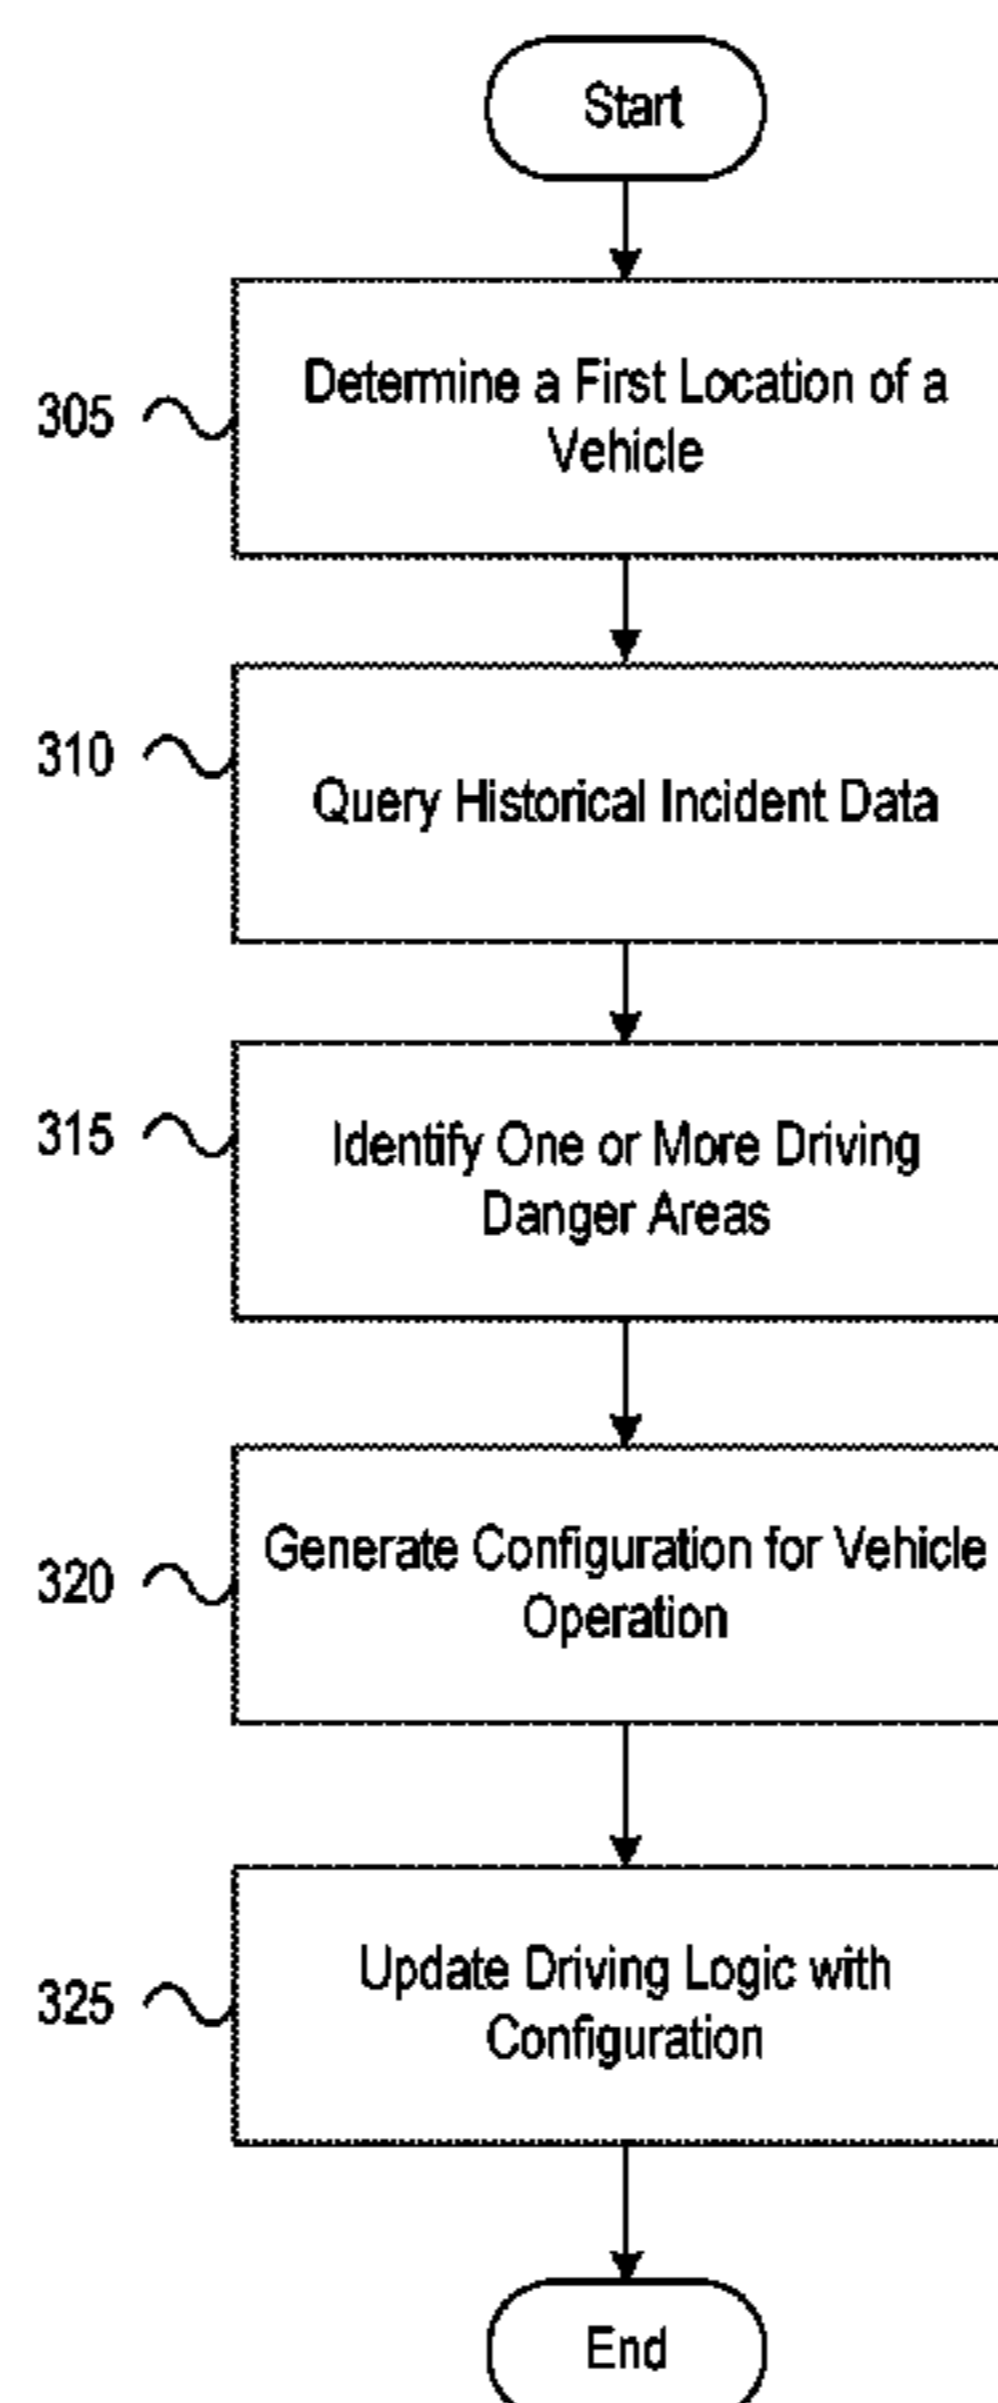 Start
305
Determine a First Location of a
Vehicle
310
Query Historical Incident Data
315
Identify One or More Driving
Danger Areas
320
Generate Configuration for Vehicle
Operation
325
Update Driving Logic with
Configuration
End